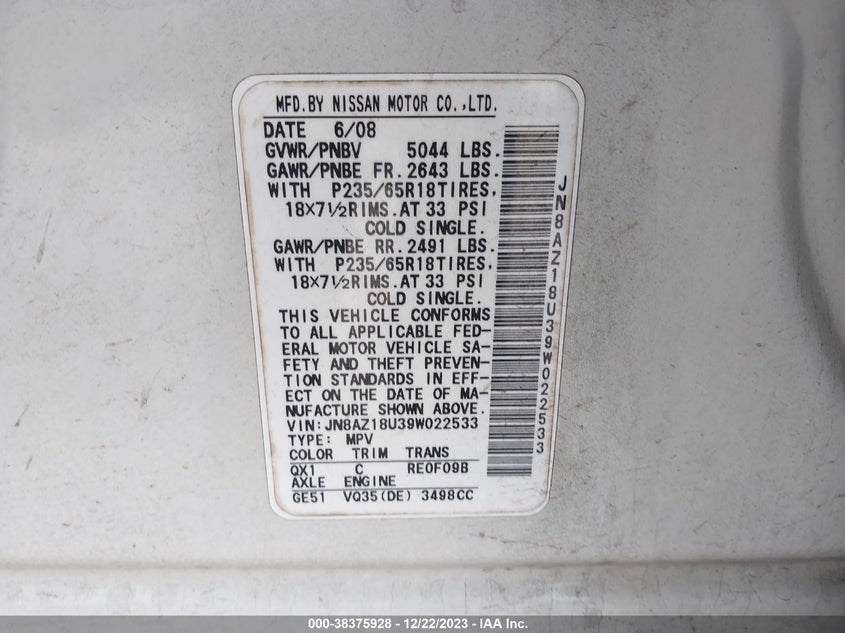 MFD.BY NISSAN MOTOR CO.,LTD.
DATE 6/08
GVWR/PNBV 5044 LBS.
GAWR/PNBE FR.2643 LBS.
WITH P235/65R18TIRES,
18×7½RIMS.AT 33 PSI
COLD SINGLE.
GAWR/PNBE RR.2491 LBS.
WITH P235/65R18TIRES,
18×7½RIMS.AT 33 PSI
COLD SINGLE.
THIS VEHICLE CONFORMS
TO ALL APPLICABLE FED-
ERAL MOTOR VEHICLE SA-
FETY AND THEFT PREVEN-
TION STANDARDS IN EFF-
ECT ON THE DATE OF MA-
NUFACTURE SHOWN ABOVE.
VIN:JN8AZ18U39W022533
TYPE: MPV
COLOR TRIM TRANS
QX1 C RE0F09B
AXLE ENGINE
GE51 VQ35(DE) 3498CC
JN8AZ18U39W022533
000-38375928 - 12/22/2023 - IAA Inc.